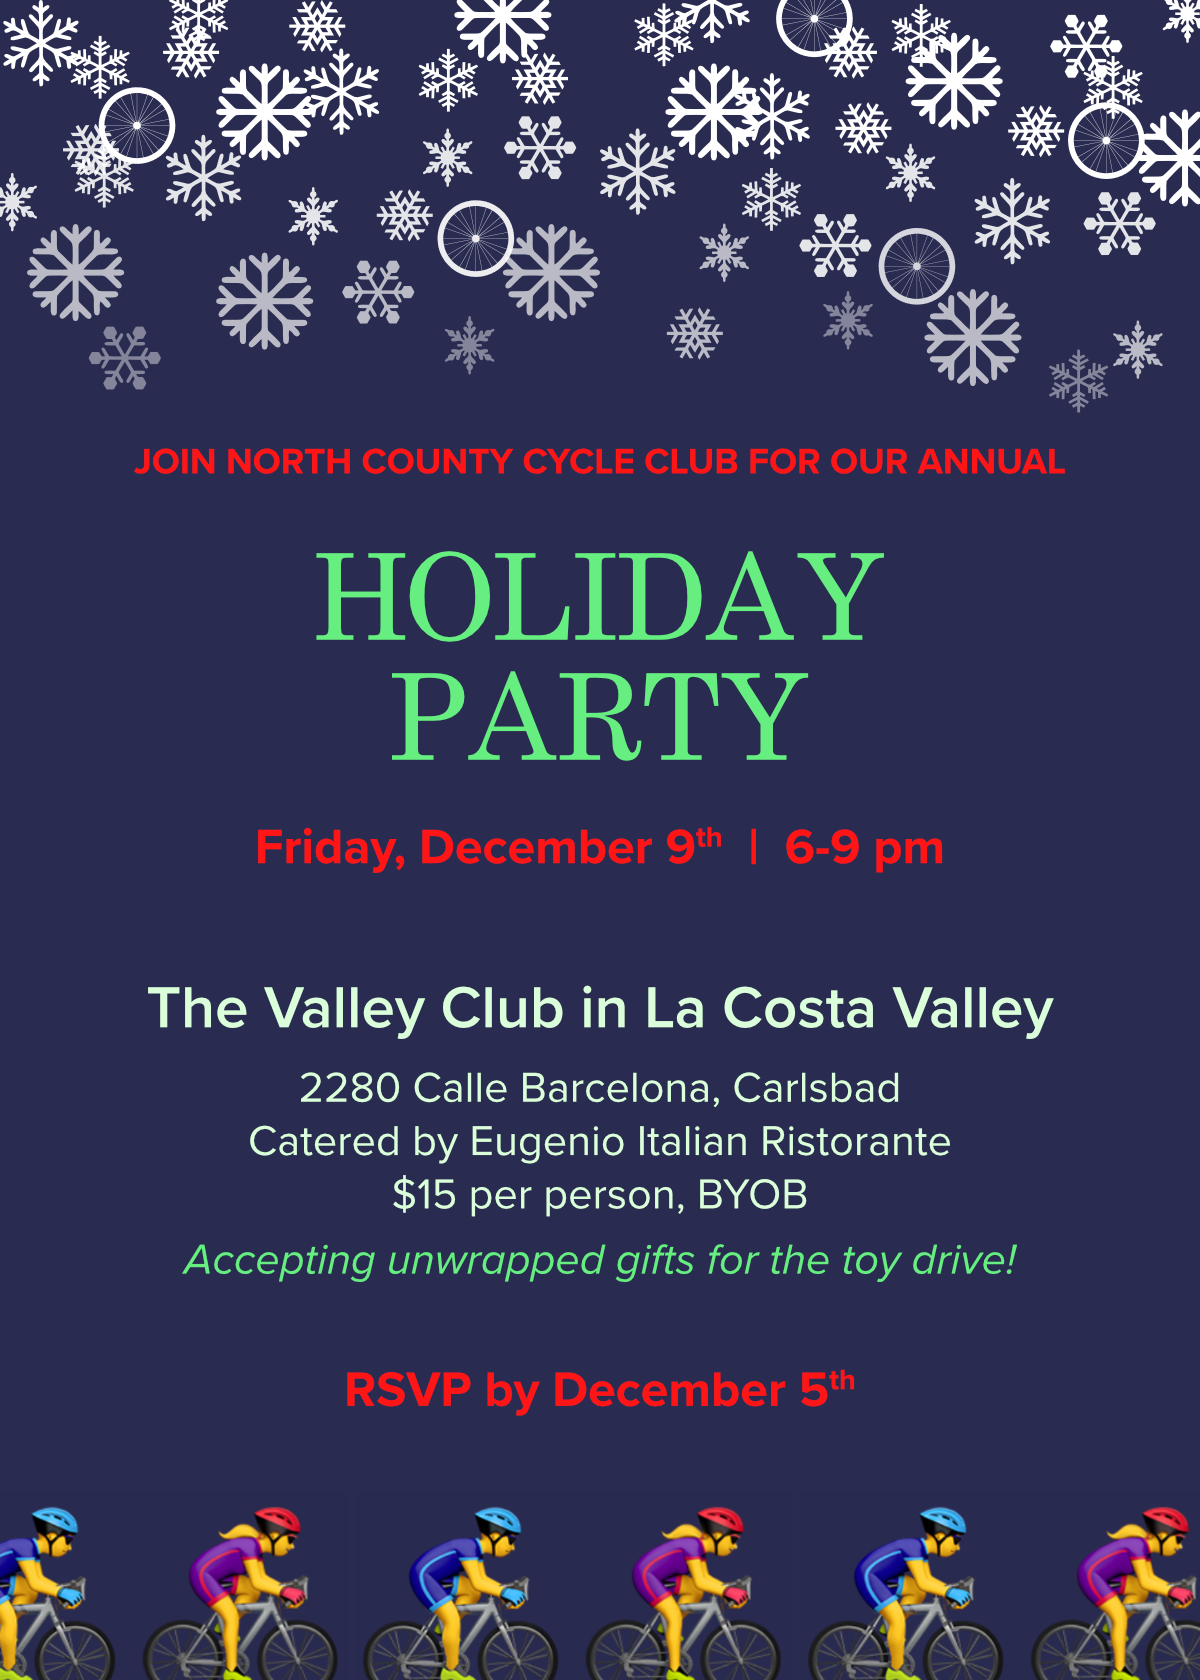 JOIN NORTH COUNTY CYCLE CLUB FOR OUR ANNUAL
HOLIDAY
PARTY
Friday, December 9th | 6-9 pm
The Valley Club in La Costa Valley
2280 Calle Barcelona, Carlsbad
Catered by Eugenio Italian Ristorante
$15 per person, BYOB
Accepting unwrapped gifts for the toy drive!
RSVP by December 5th